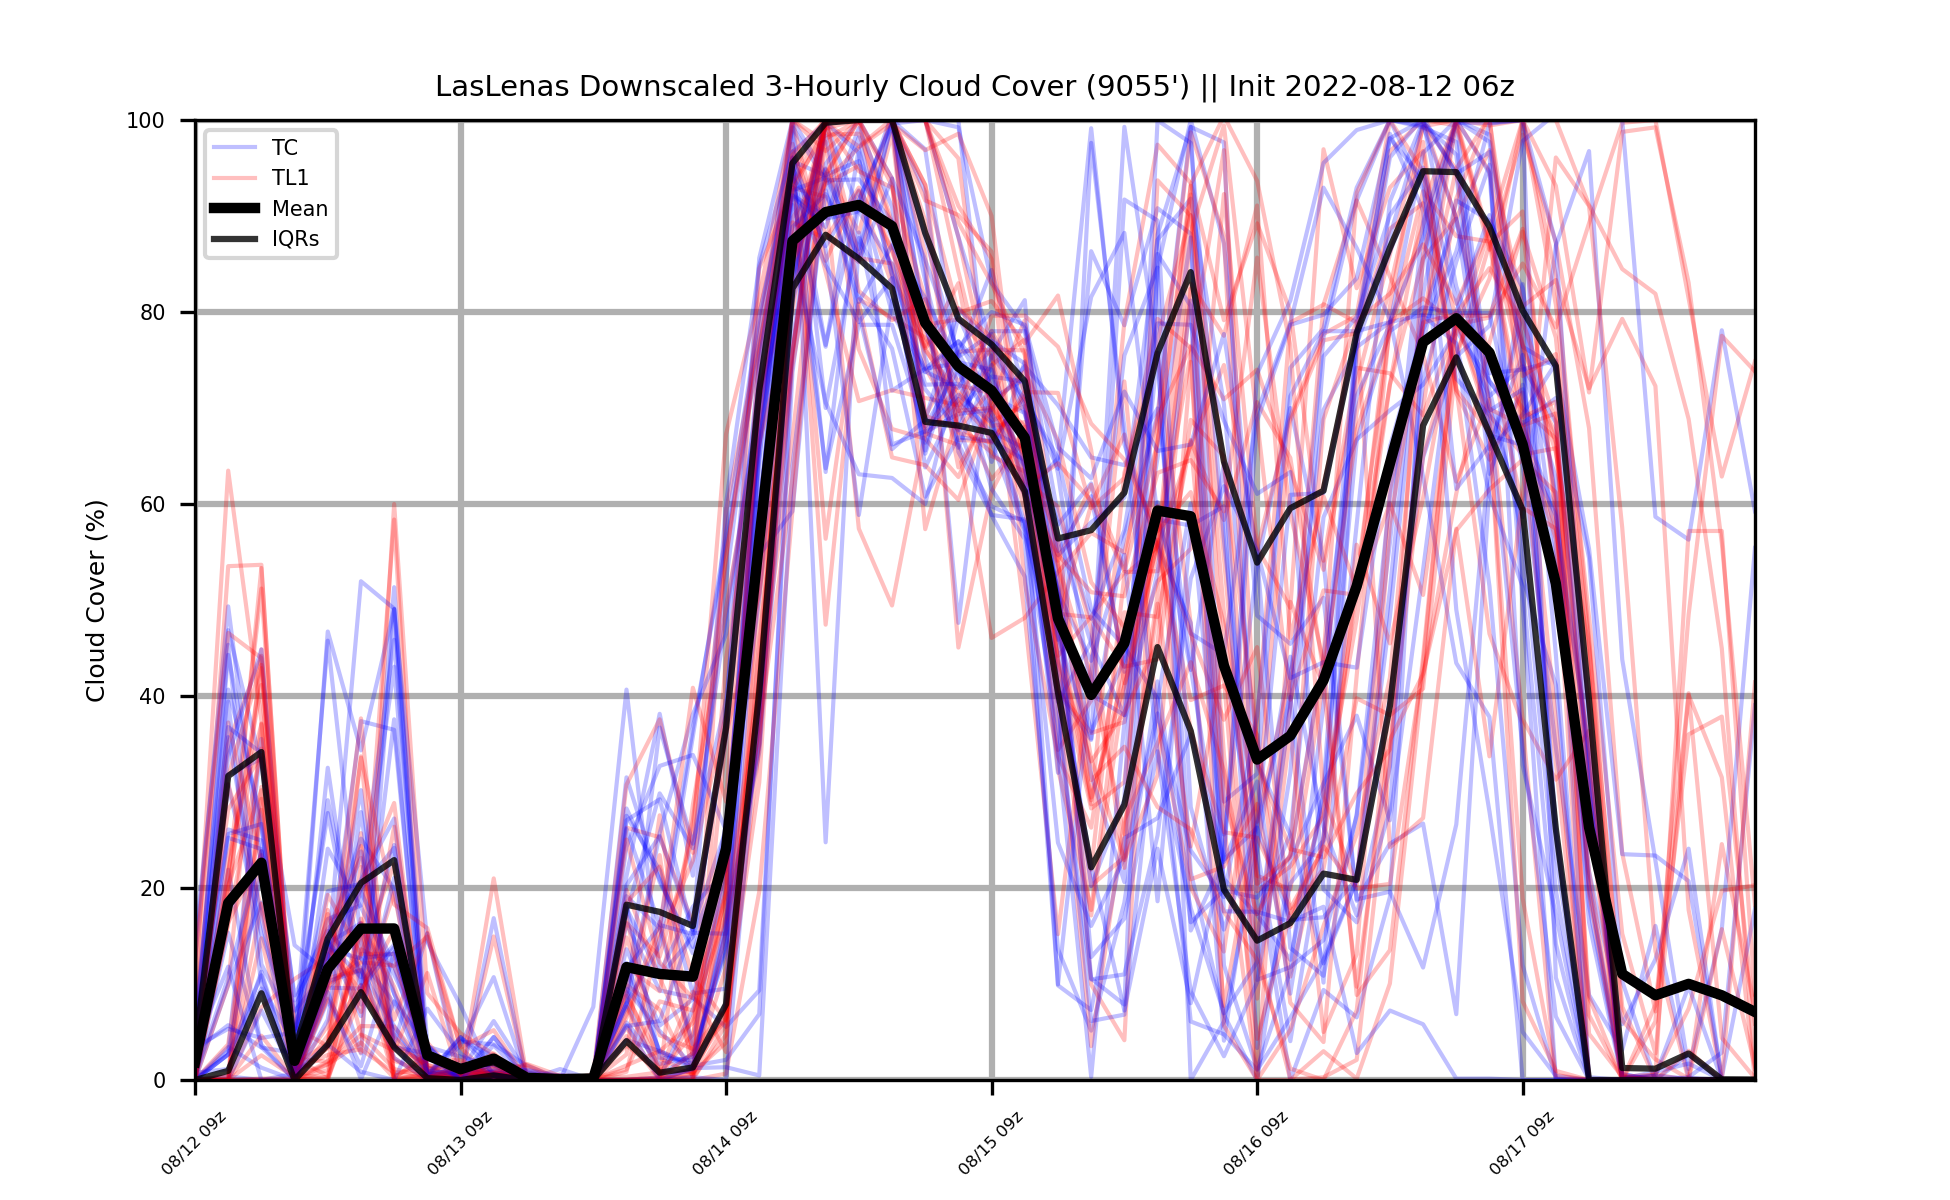 LasLenas Downscaled 3-Hourly Cloud Cover (9055') || Init 2022-08-12 06z
100
80
60
40
20
0
Cloud Cover (%)
TC
TL1
Mean
IQRs
08/12 09z
08/13 09z
08/14 09z
08/15 09z
08/16 09z
08/17 09z